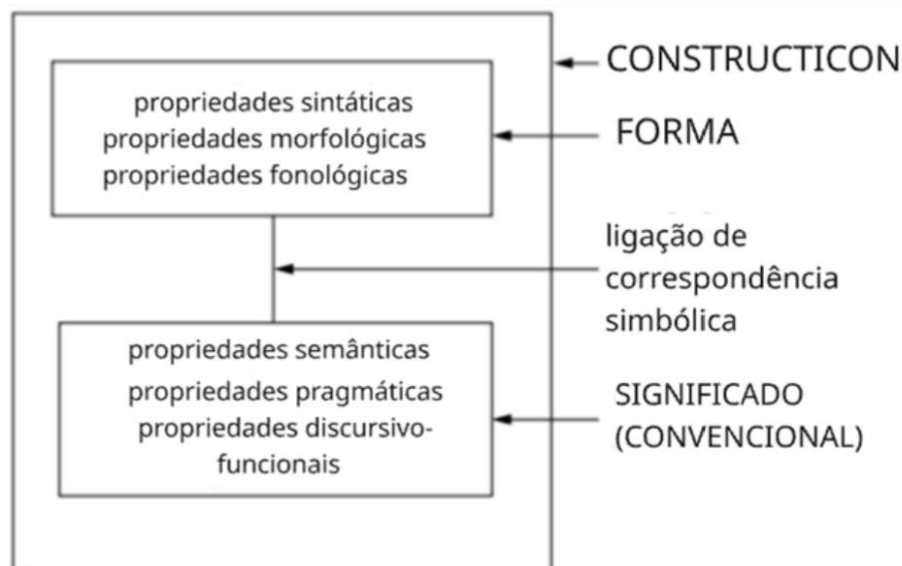 CONSTRUCTICON
propriedades sintáticas
propriedades morfológicas
propriedades fonológicas
FORMA
ligação de
correspondência
simbólica
propriedades semânticas
propriedades pragmáticas
propriedades discursivo-
funcionais
SIGNIFICADO
(CONVENCIONAL)